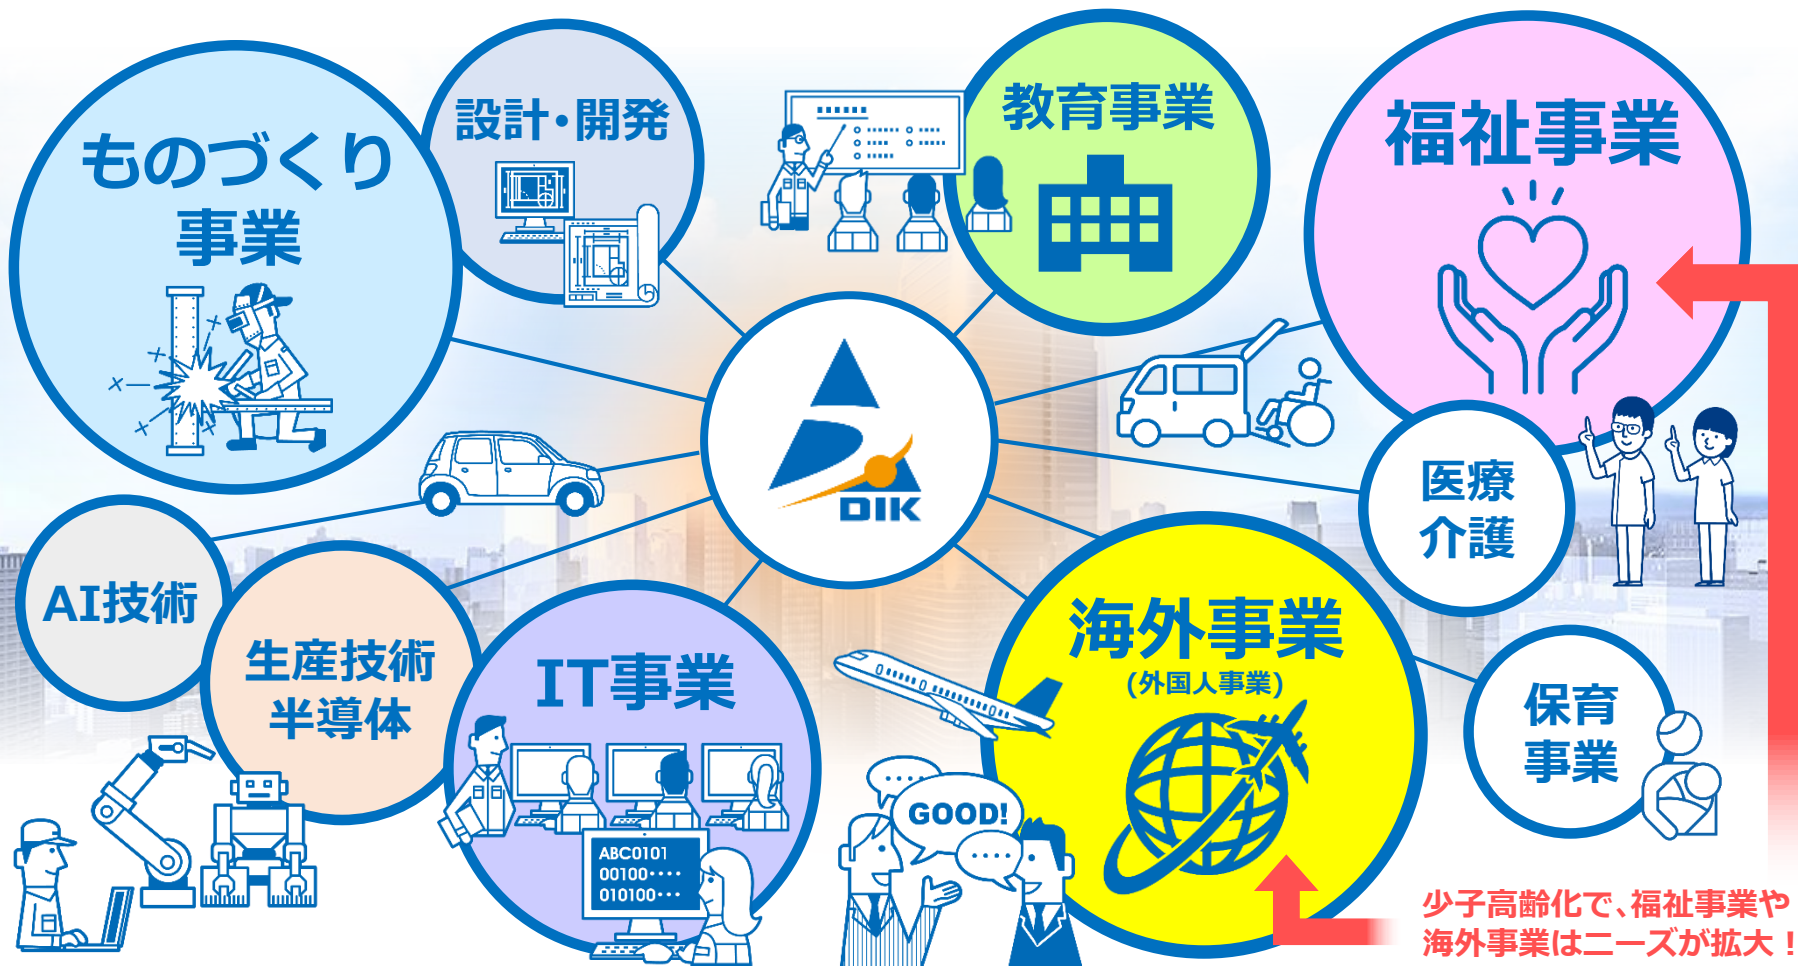 ものづくり
事業
設計・開発
教育事業
福祉事業
DIK
医療
介護
AI技術
生産技術
半導体
IT事業
ABC0101
00100・・・・
010100・・・
海外事業
(外国人事業)
GOOD!
保育
事業
少子高齢化で、福祉事業や
海外事業はニーズが拡大！